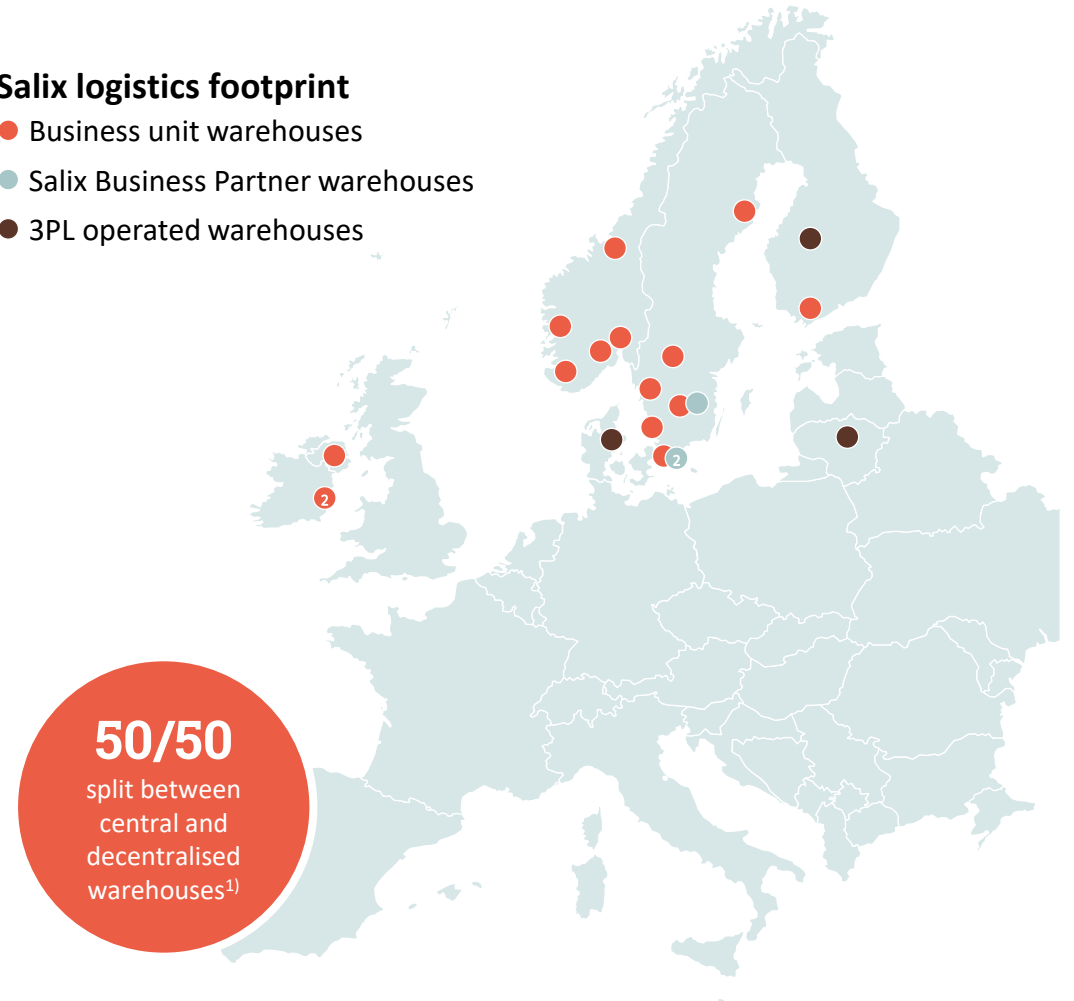 Salix logistics footprint
Business unit warehouses
Salix Business Partner warehouses
3PL operated warehouses
2
2
50/50
split between
central and
decentralised
warehouses1)